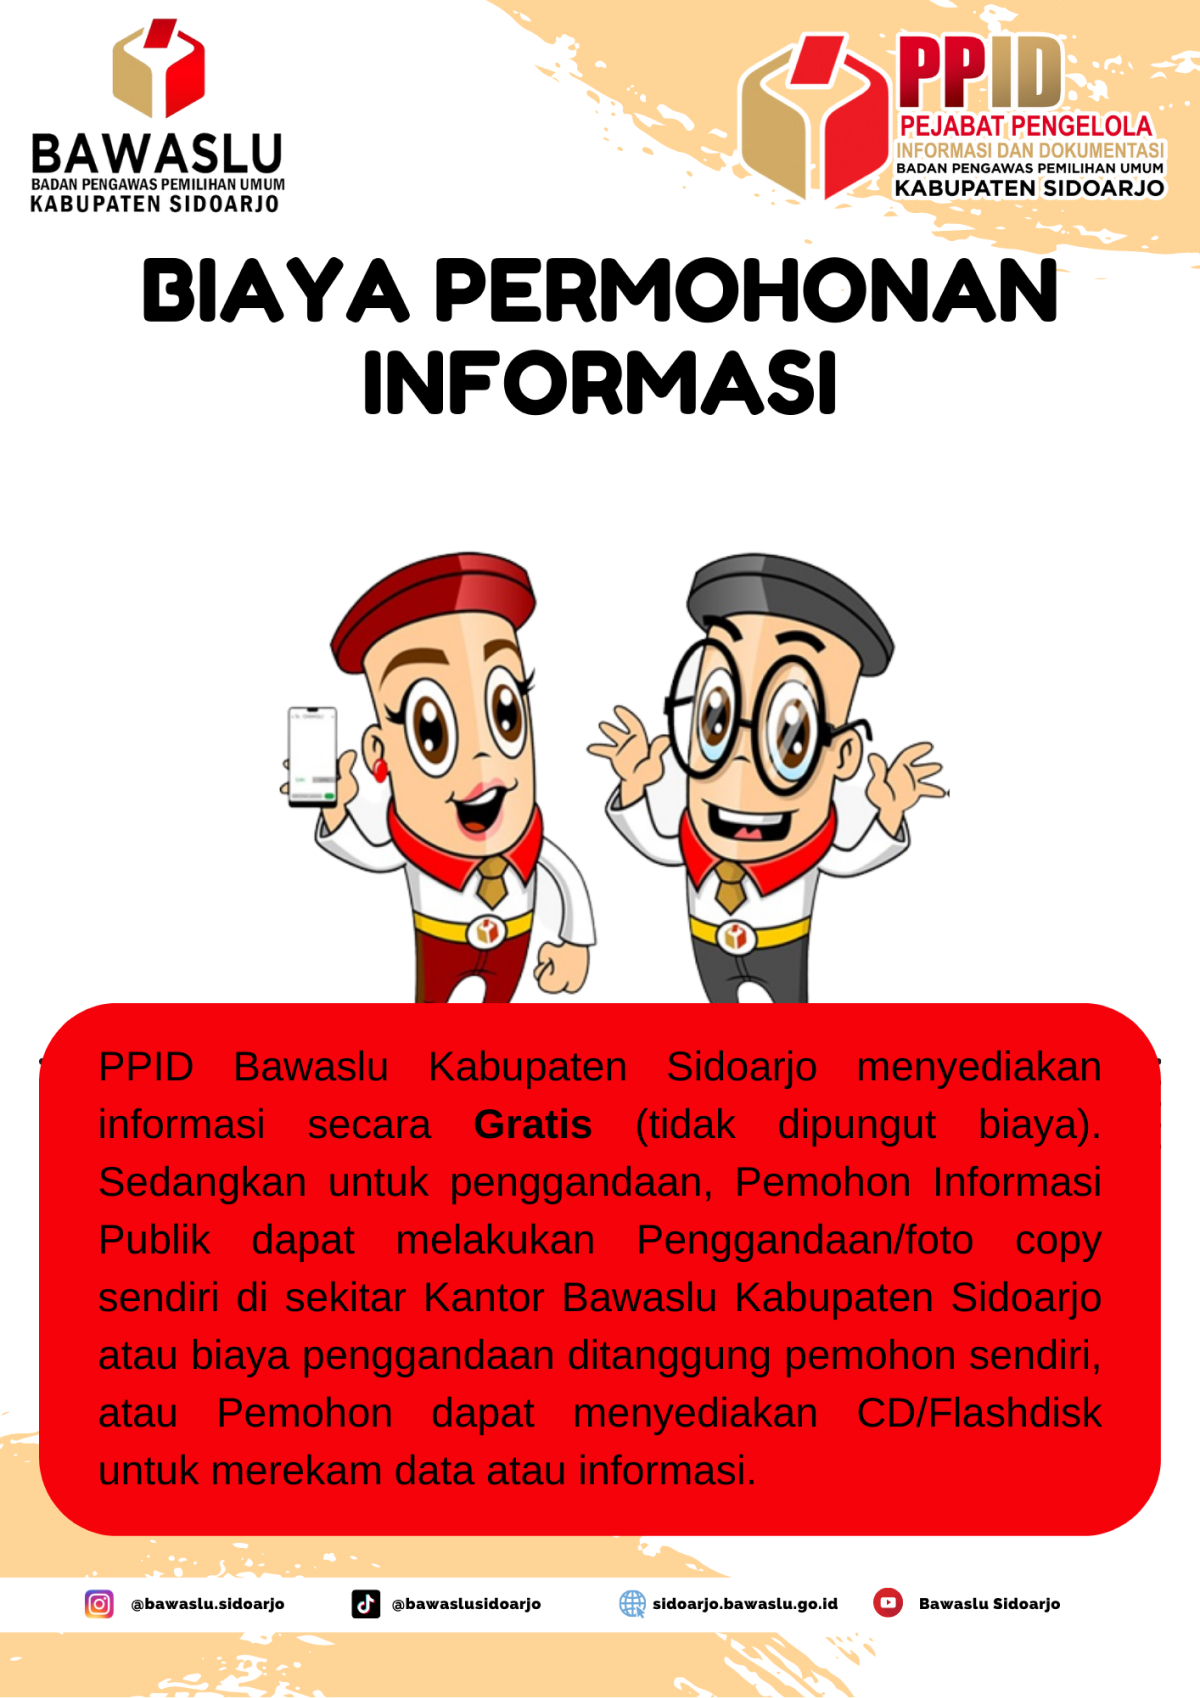 BAWASLU
BADAN PENGAWAS PEMILIHAN UMUM
KABUPATEN SIDOARJO
PPID
PEJABAT PENGELOLA
INFORMASI DAN DOKUMENTASI
BADAN PENGAWAS PEMILIHAN UMUM
KABUPATEN SIDOARJO
BIAYA PERMOHONAN
INFORMASI
PPID Bawaslu Kabupaten Sidoarjo menyediakan
informasi secara Gratis (tidak dipungut biaya).
Sedangkan untuk penggandaan, Pemohon Informasi
Publik dapat melakukan Penggandaan/foto copy
sendiri di sekitar Kantor Bawaslu Kabupaten Sidoarjo
atau biaya penggandaan ditanggung pemohon sendiri,
atau Pemohon dapat menyediakan CD/Flashdisk
untuk merekam data atau informasi.
@bawaslu.sidoarjo
@bawaslusidoarjo
sidoarjo.bawaslu.go.id
Bawaslu Sidoarjo